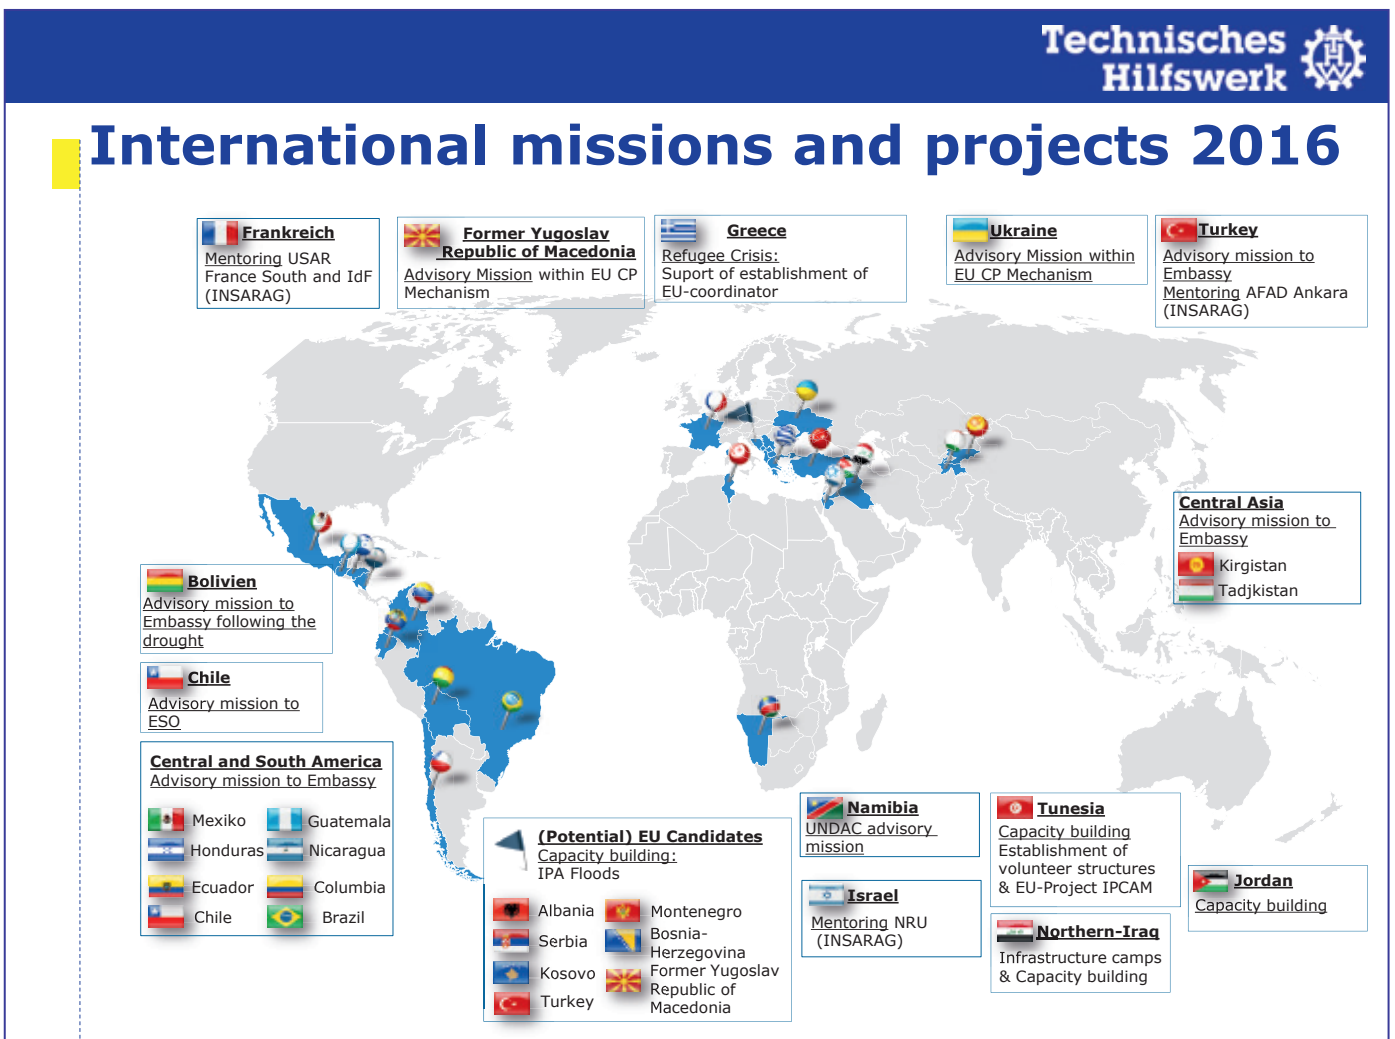 Technisches
Hilfswerk
International missions and projects 2016
Frankreich
Mentoring USAR
France South and IdF
(INSARAG)
Former Yugoslav
Republic of Macedonia
Advisory Mission within EU CP
Mechanism
Greece
Refugee Crisis:
Suport of establishment of
EU-coordinator
Ukraine
Advisory Mission within
EU CP Mechanism
Turkey
Advisory mission to
Embassy
Mentoring AFAD Ankara
(INSARAG)
Central Asia
Advisory mission to
Embassy
Kirgistan
Tadjkistan
Bolivien
Advisory mission to
Embassy following the
drought
Chile
Advisory mission to
ESO
Central and South America
Advisory mission to Embassy
Mexiko
Guatemala
Honduras
Nicaragua
Ecuador
Columbia
Chile
Brazil
(Potential) EU Candidates
Capacity building:
IPA Floods
Albania
Montenegro
Serbia
Bosnia-
Herzegovina
Kosovo
Former Yugoslav
Republic of
Macedonia
Turkey
Namibia
UNDAC advisory
mission
Israel
Mentoring NRU
(INSARAG)
Tunesia
Capacity building
Establishment of
volunteer structures
& EU-Project IPCAM
Northern-Iraq
Infrastructure camps
& Capacity building
Jordan
Capacity building